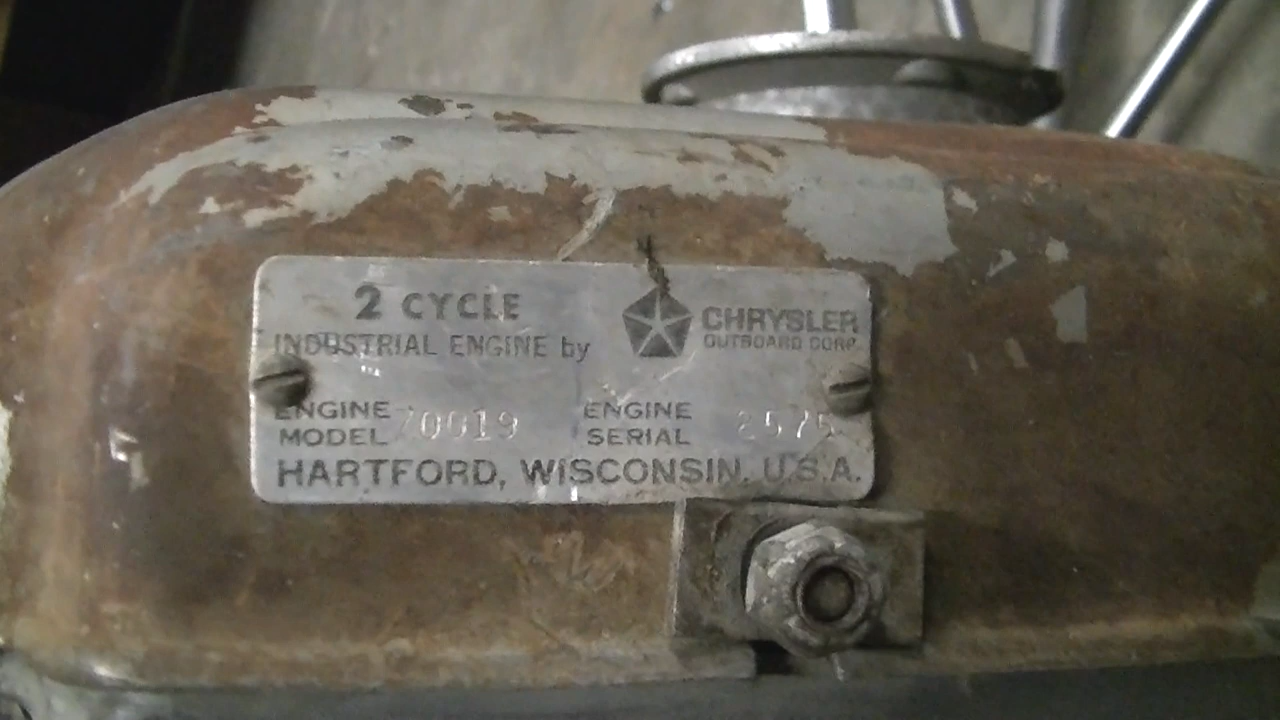 2 CYCLE
INDUSTRIAL ENGINE by
CHRYSLER
OUTBOARD CORP.
ENGINE MODEL 70019
ENGINE SERIAL 2575
HARTFORD, WISCONSIN, U.S.A.